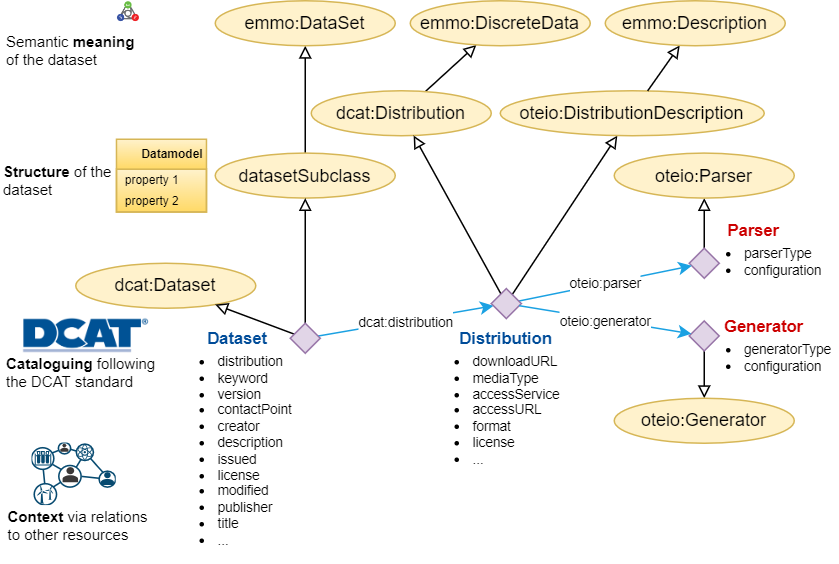 emmo:DataSet
emmo:DiscreteData
emmo:Description
Semantic meaning
of the dataset
dcat:Distribution
oteio:DistributionDescription
Datamodel
property 1
property 2
Structure of the
dataset
datasetSubclass
oteio:Parser
Parser
• parserType
• configuration
dcat:Dataset
oteio:parser
dcat:distribution
oteio:generator
DCAT®
Cataloguing following
the DCAT standard
Dataset
• distribution
• keyword
• version
• contactPoint
• creator
• description
• issued
• license
• modified
• publisher
• title
• ...
Distribution
• downloadURL
• mediaType
• accessService
• accessURL
• format
• license
• ...
Generator
• generatorType
• configuration
oteio:Generator
Context via relations
to other resources